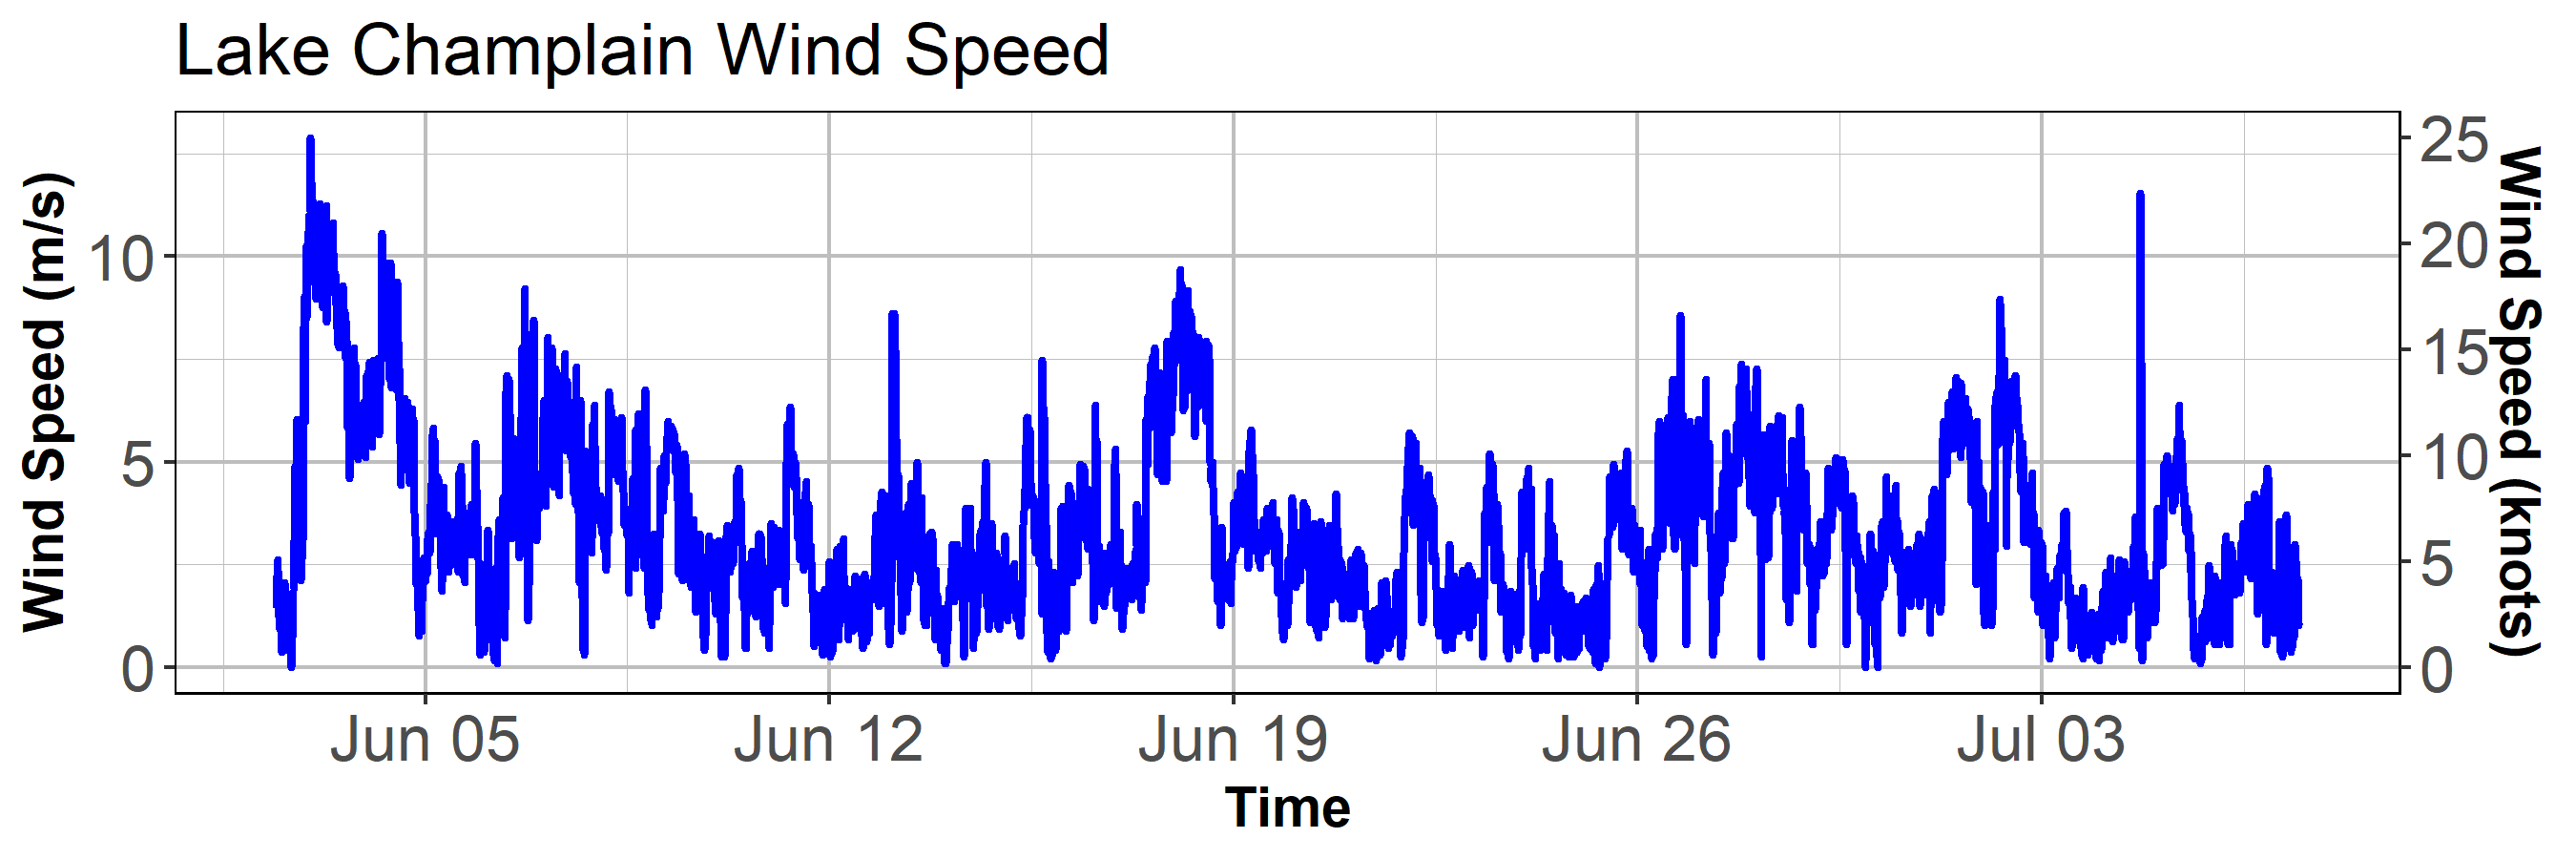 Lake Champlain Wind Speed
Wind Speed (m/s)
10
5
0
25
20
15
10
5
0
Wind Speed (knots)
Jun 05 Jun 12 Jun 19 Jun 26 Jul 03
Time